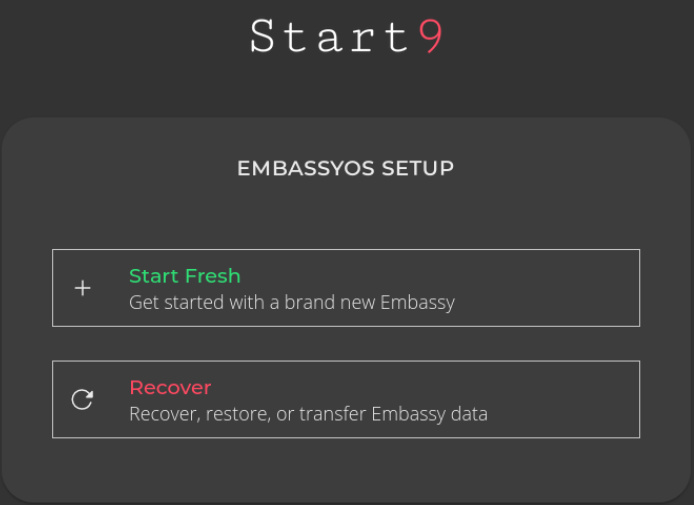 Start9
EMBASSYOS SETUP
Start Fresh
Get started with a brand new Embassy
Recover
Recover, restore, or transfer Embassy data